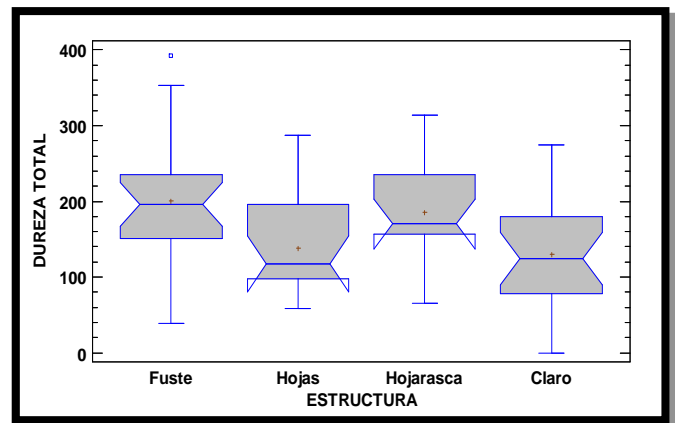 DUREZA TOTAL
400
300
200
100
0
Fuste Hojas Hojarasca Claro
ESTRUCTURA